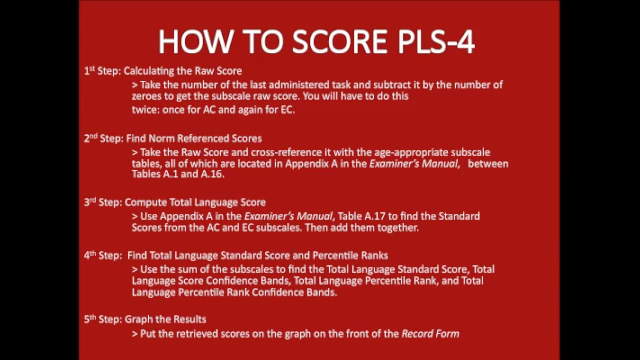 HOW TO SCORE PLS-4
1st Step: Calculating the Raw Score
> Take the number of the last administered task and subtract it by the number of
zeroes to get the subscale raw score. You will have to do this
twice: once for AC and again for EC.
2nd Step: Find Norm Referenced Scores
> Take the Raw Score and cross-reference it with the age-appropriate subscale
tables, all of which are located in Appendix A in the Examiner's Manual, between
Tables A.1 and A.16.
3rd Step: Compute Total Language Score
> Use Appendix A in the Examiner's Manual, Table A.17 to find the Standard
Scores from the AC and EC subscales. Then add them together.
4th Step: Find Total Language Standard Score and Percentile Ranks
> Use the sum of the subscales to find the Total Language Standard Score, Total
Language Score Confidence Bands, Total Language Percentile Rank, and Total
Language Percentile Rank Confidence Bands.
5th Step: Graph the Results
> Put the retrieved scores on the graph on the front of the Record Form